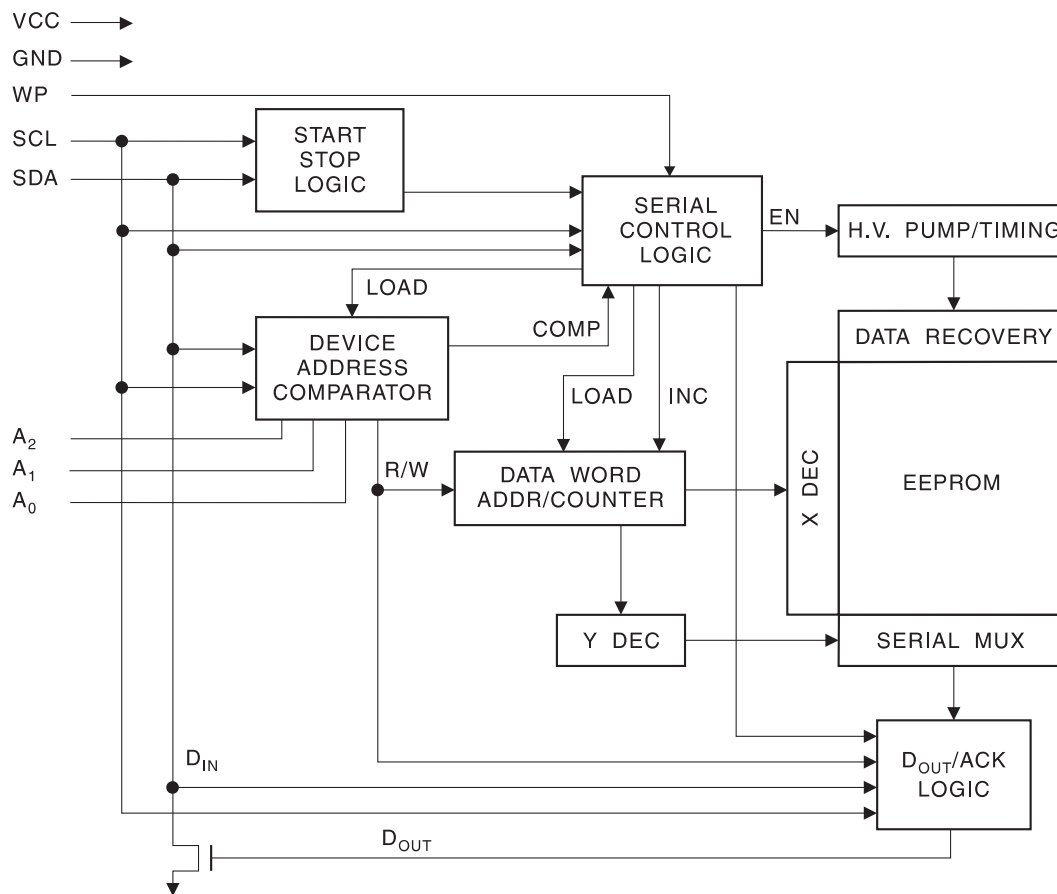 VCC
GND
WP
SCL
SDA
START
STOP
LOGIC
SERIAL
CONTROL
LOGIC
EN
H.V. PUMP/TIMING
LOAD
COMP
DEVICE
ADDRESS
COMPARATOR
DATA RECOVERY
LOAD
INC
A2
A1
A0
R/W
DATA WORD
ADDR/COUNTER
X DEC
EEPROM
Y DEC
SERIAL MUX
DIN
DOUT/ACK
LOGIC
DOUT